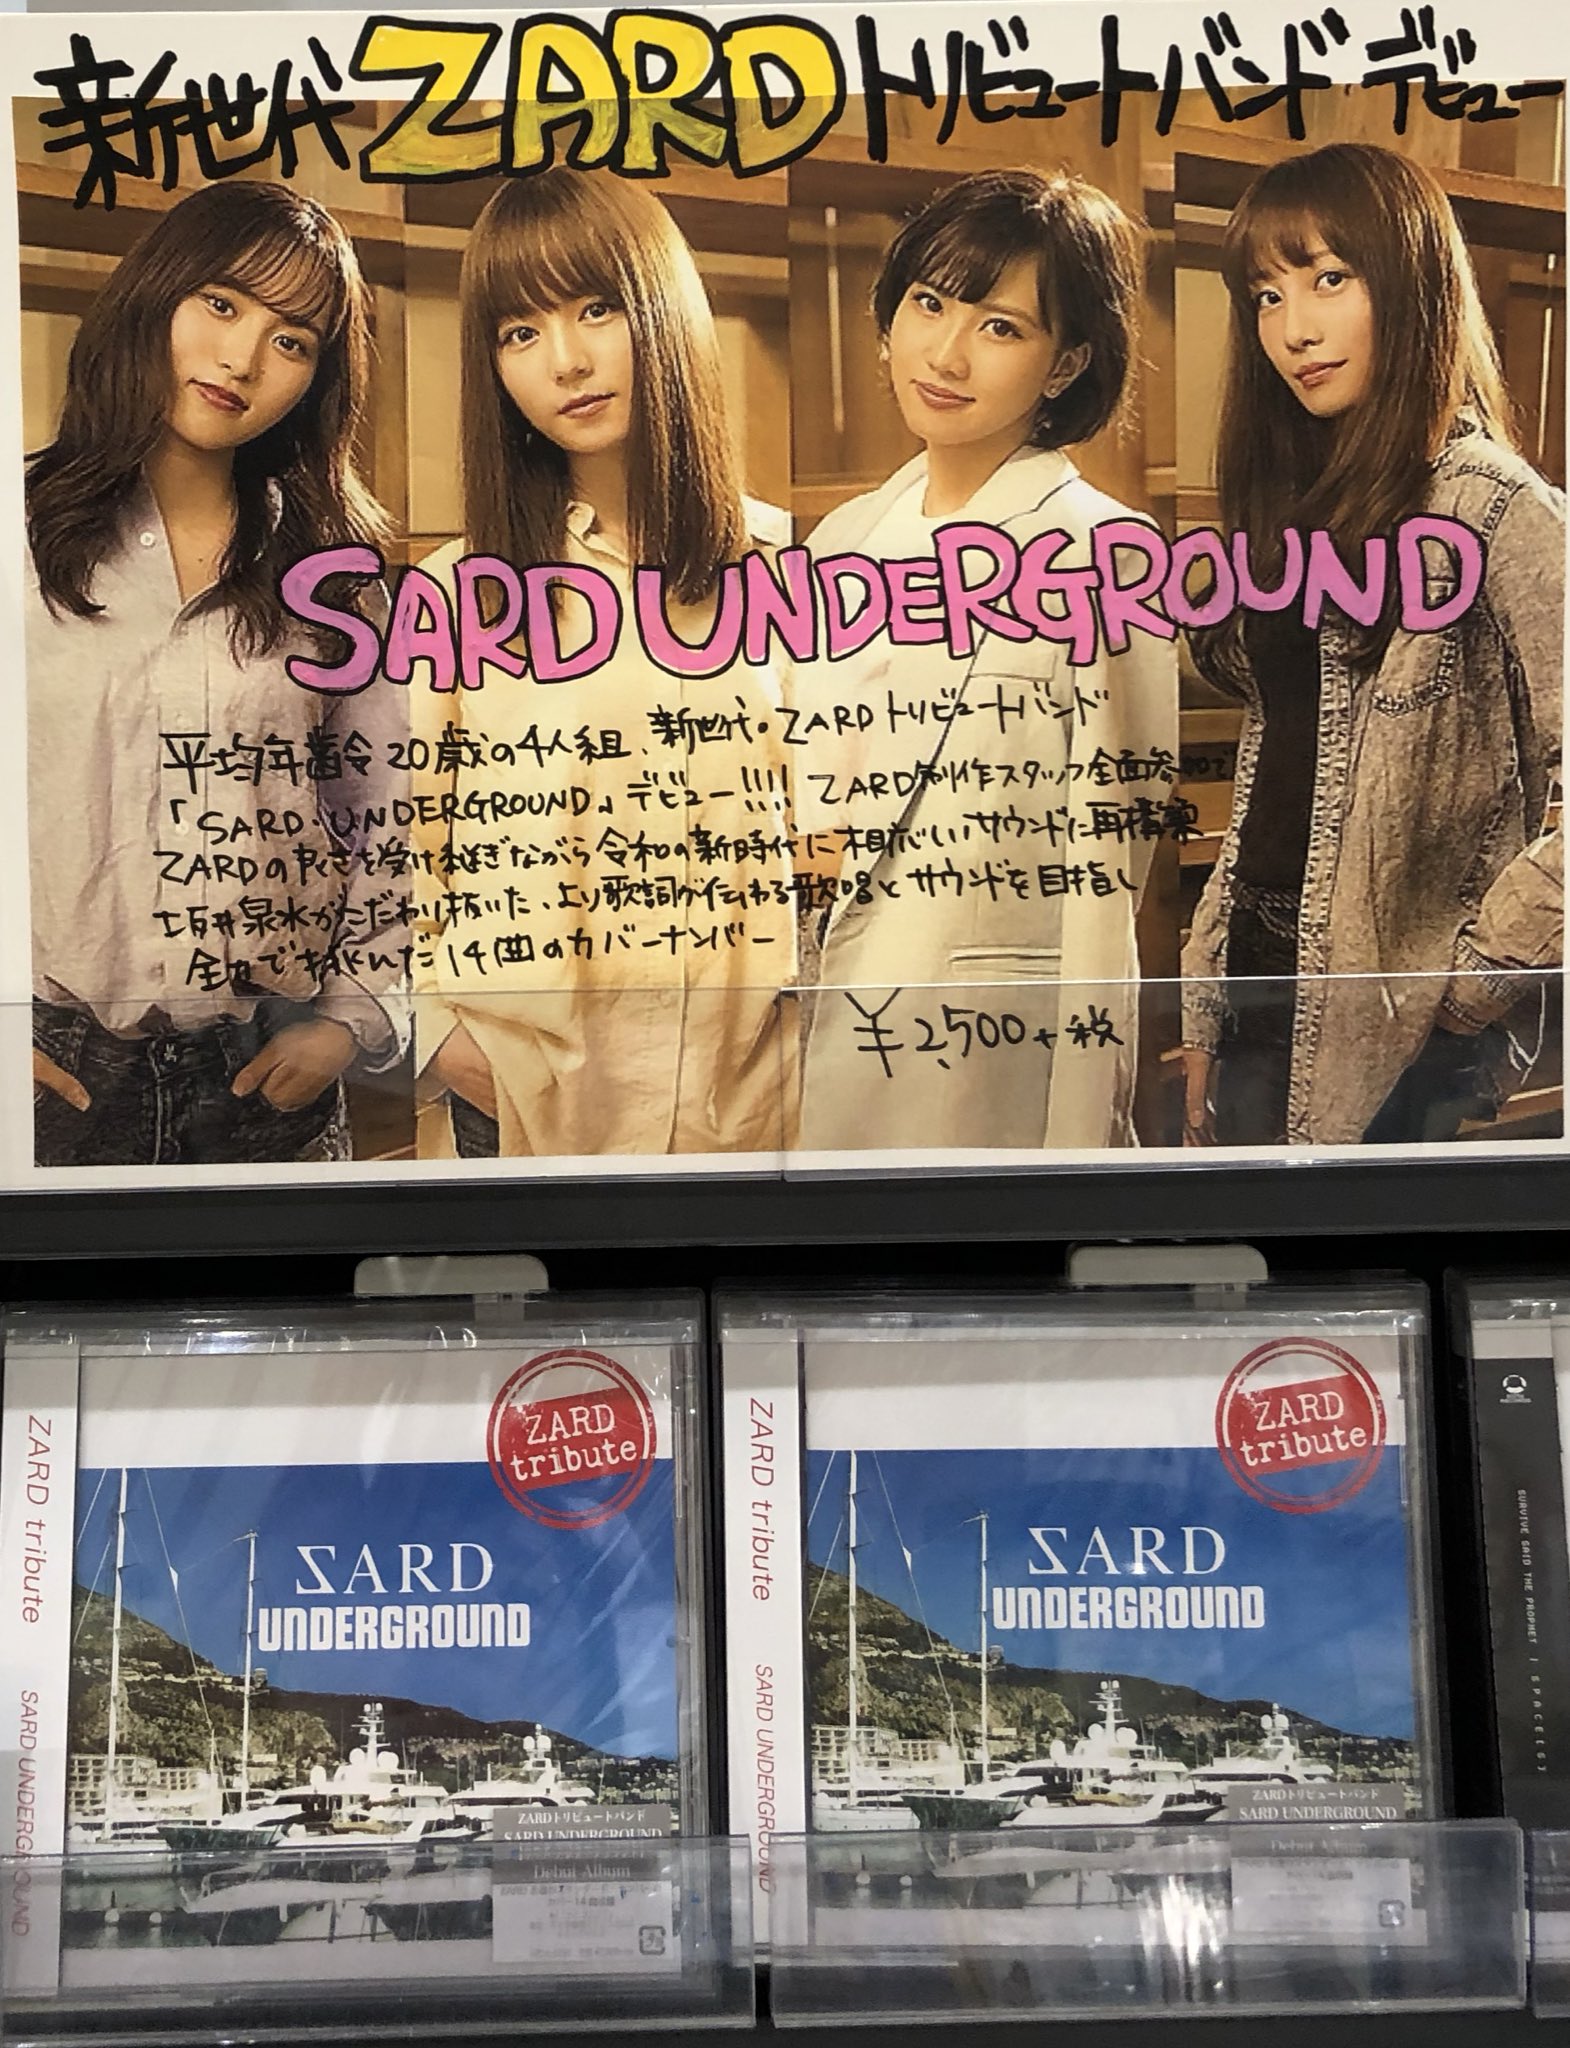 新世代 ZARD トリビュートバンド・デビュー
SARD UNDERGROUND
平均年齢20歳の4人組、新世代・ZARDトリビュートバンド
「SARD UNDERGROUND」デビュー!!!! ZARD制作スタッフ全面参加で
ZARDの良さを受け継ぎながら令和の新時代に相応しいサウンドに再構築
坂井泉水がこだわり抜いた、より歌詞が伝わる歌唱とサウンドを目指し
全力で挑んだ14曲のカバーナンバー
¥2,500+税
ZARD tribute SARD UNDERGROUND
ZARD
tribute
SARD
UNDERGROUND
ZARDトリビュートバンド
SARD UNDERGROUND
Debut Album
ZARD tribute SARD UNDERGROUND
ZARD
tribute
SARD
UNDERGROUND
ZARDトリビュートバンド
SARD UNDERGROUND
Debut Album
SURVIVE SAID THE PROPHET / SPACE[S]